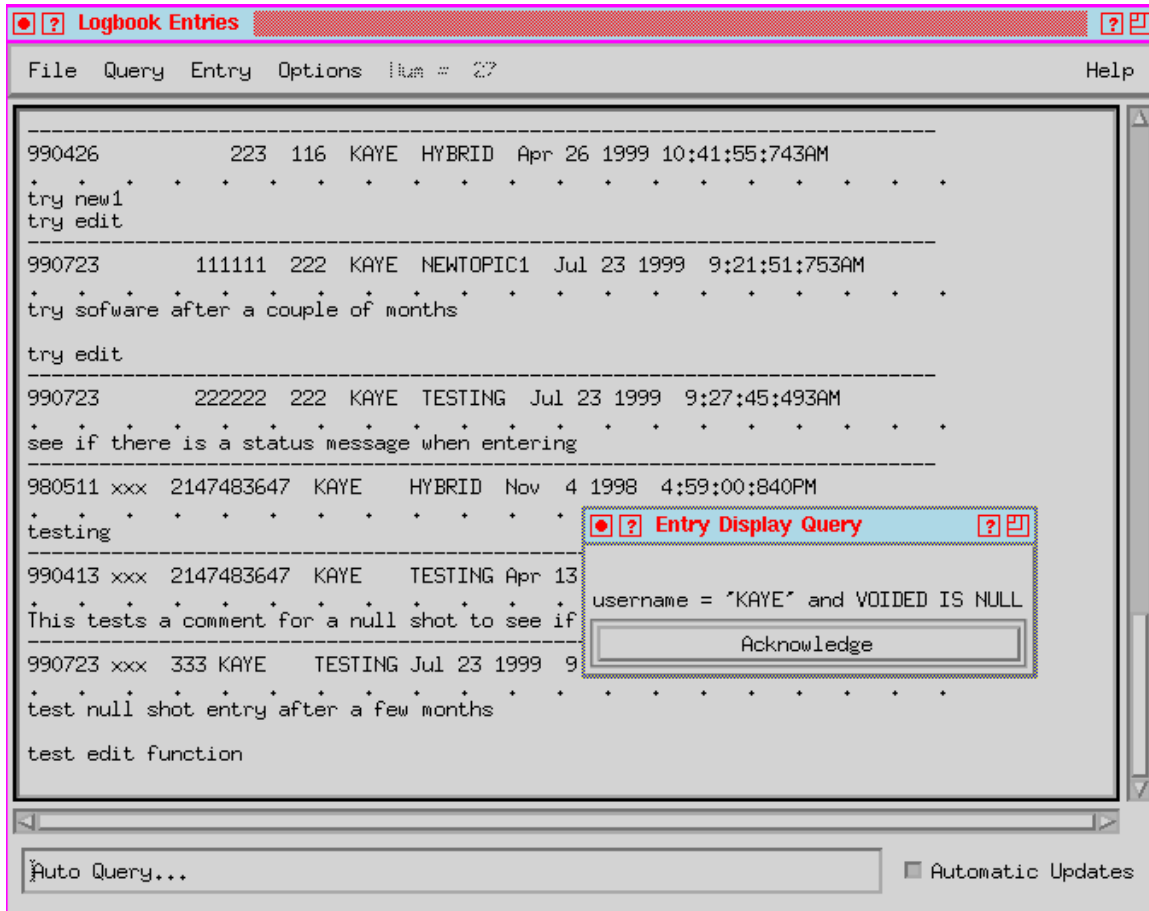 Logbook Entries
File Query Entry Options Num = 27 Help
--------------------------------------------------------------------------------
990426 223 116 KAYE HYBRID Apr 26 1999 10:41:55:743AM
. . . . . . . . . . . . . . . . . . . .
try new1
try edit
--------------------------------------------------------------------------------
990723 111111 222 KAYE NEWTOPIC1 Jul 23 1999 9:21:51:753AM
. . . . . . . . . . . . . . . . . . . .
try sofware after a couple of months
try edit
--------------------------------------------------------------------------------
990723 222222 222 KAYE TESTING Jul 23 1999 9:27:45:493AM
. . . . . . . . . . . . . . . . . . . .
see if there is a status message when entering
--------------------------------------------------------------------------------
980511 xxx 2147483647 KAYE HYBRID Nov 4 1998 4:59:00:840PM
. . . . . . . . . . . .
testing
--------------------------------------------------
990413 xxx 2147483647 KAYE TESTING Apr 13
. . . . . . . . . . . .
This tests a comment for a null shot to see if
--------------------------------------------------
990723 xxx 333 KAYE TESTING Jul 23 1999 9
. . . . . . . . . . . . . . . . . . . .
test null shot entry after a few months
test edit function
Entry Display Query
username = "KAYE" and VOIDED IS NULL
Acknowledge
Auto Query...
Automatic Updates